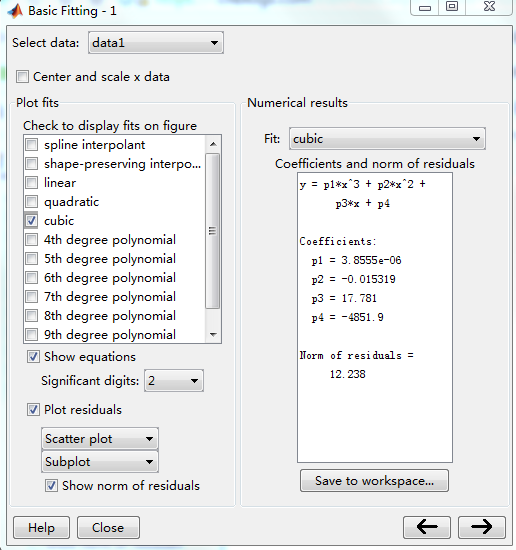 Basic Fitting - 1
Select data: data1
Center and scale x data
Plot fits
Check to display fits on figure
spline interpolant
shape-preserving interpo...
linear
quadratic
cubic
4th degree polynomial
5th degree polynomial
6th degree polynomial
7th degree polynomial
8th degree polynomial
9th degree polynomial
Show equations
Significant digits: 2
Plot residuals
Scatter plot
Subplot
Show norm of residuals
Numerical results
Fit: cubic
Coefficients and norm of residuals
y = p1*x^3 + p2*x^2 +
p3*x + p4
Coefficients:
p1 = 3.8555e-06
p2 = -0.015319
p3 = 17.781
p4 = -4851.9
Norm of residuals =
12.238
Save to workspace...
Help
Close